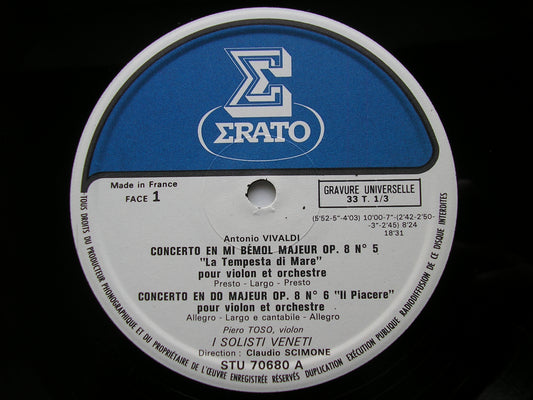 Σ
ΣRATO
Made in France
FACE 1
GRAVURE UNIVERSELLE
33 T. 1/3
(5'52-5"-4'03) 10'00-7"-(2'42-2'50-
3"-2'45) 8'24
18'31
Antonio VIVALDI
CONCERTO EN MI BÉMOL MAJEUR OP. 8 N° 5
"La Tempesta di Mare"
pour violon et orchestre
Presto - Largo - Presto
CONCERTO EN DO MAJEUR OP. 8 N° 6 "Il Piacere"
pour violon et orchestre
Allegro - Largo e cantabile - Allegro
Piero TOSO, violon
I SOLISTI VENETI
Direction : Claudio SCIMONE
STU 70680 A
TOUS DROITS DU PRODUCTEUR PHONOGRAPHIQUE ET DU PROPRIÉTAIRE DE L'ŒUVRE ENREGISTRÉE RÉSERVÉS DUPLICATION EXÉCUTION PUBLIQUE RADIODIFFUSION DE CE DISQUE INTERDITES